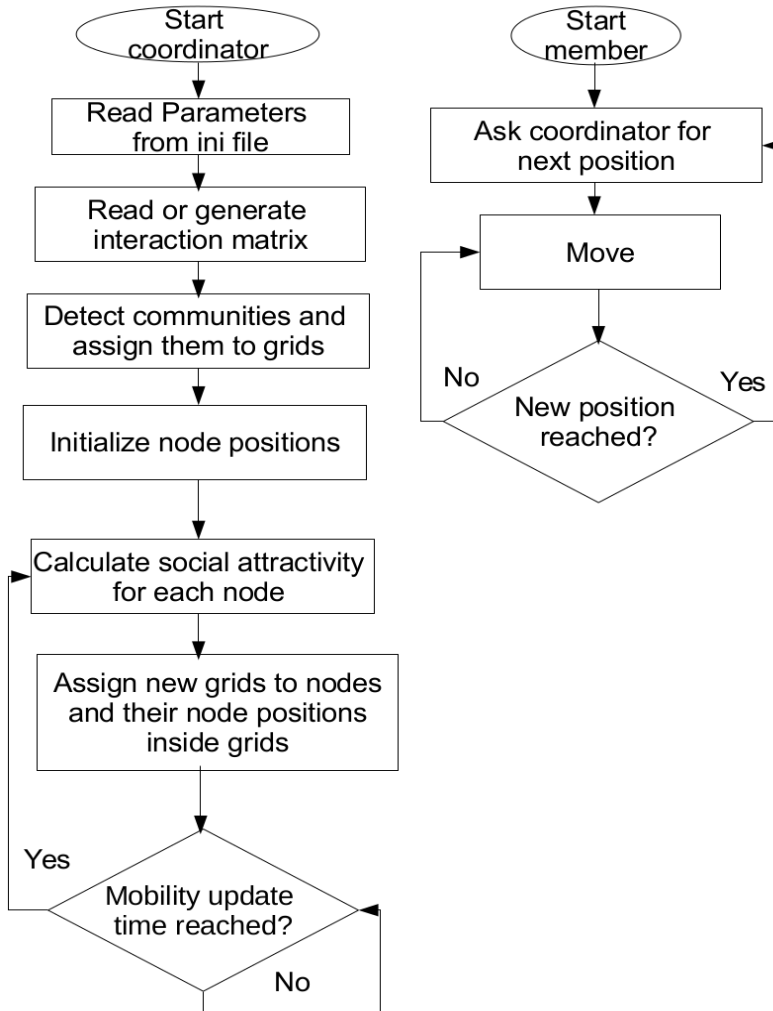 Start
coordinator
Read Parameters
from ini file
Read or generate
interaction matrix
Detect communities and
assign them to grids
Initialize node positions
Calculate social attractivity
for each node
Assign new grids to nodes
and their node positions
inside grids
Yes
Mobility update
time reached?
No
Start
member
Ask coordinator for
next position
Move
No
Yes
New position
reached?